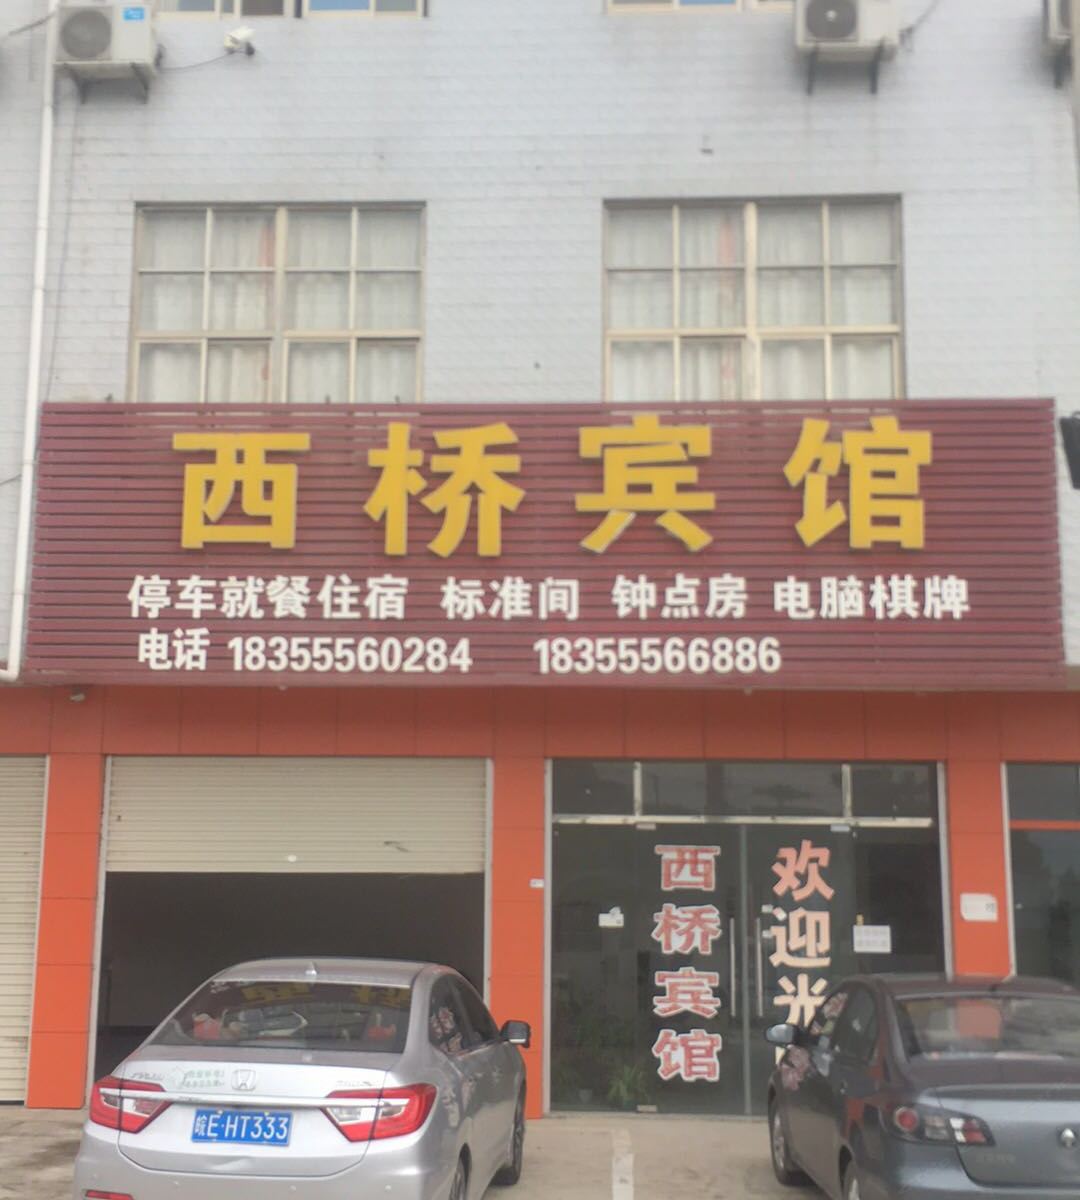 西桥宾馆
停车就餐住宿 标准间 钟点房 电脑棋牌
电话 18355560284 18355566886
西桥宾馆
欢迎光
皖E·HT333